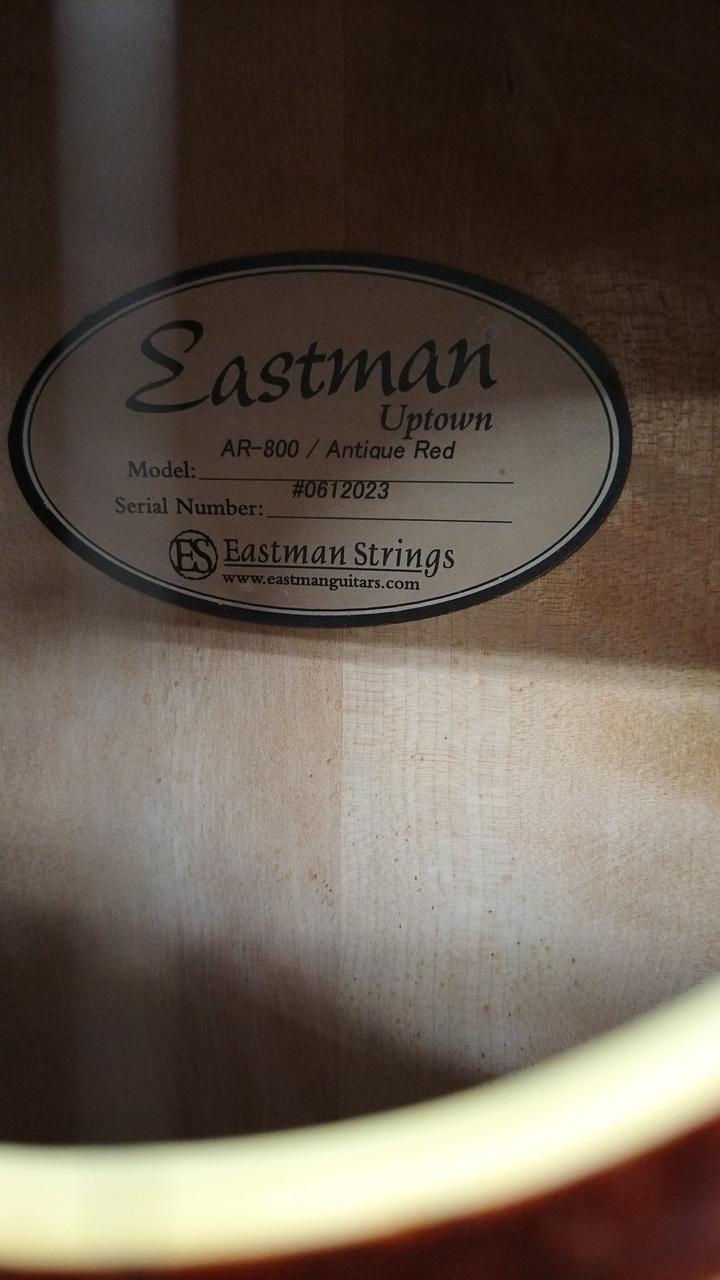 Eastman
Uptown
AR-800 / Antique Red
Model:
#0612023
Serial Number:
ES Eastman Strings
www.eastmanguitars.com